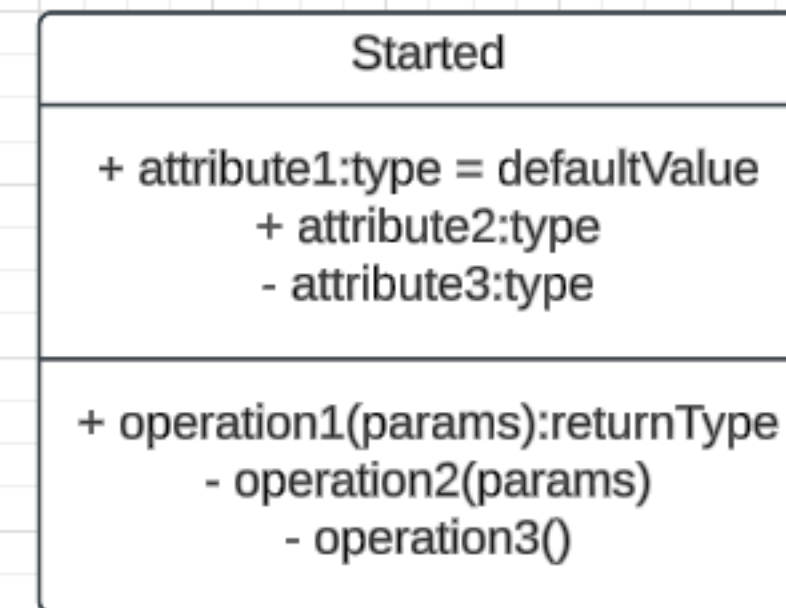 Started
+ attribute1:type = defaultValue
+ attribute2:type
- attribute3:type
+ operation1(params):returnType
- operation2(params)
- operation3()